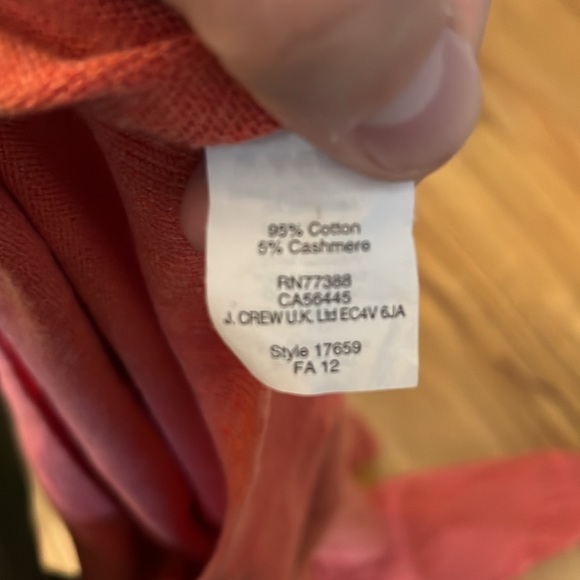 95% Cotton
5% Cashmere
RN77388
CA56445
J. CREW U.K. Ltd EC4V 6JA
Style 17659
FA 12